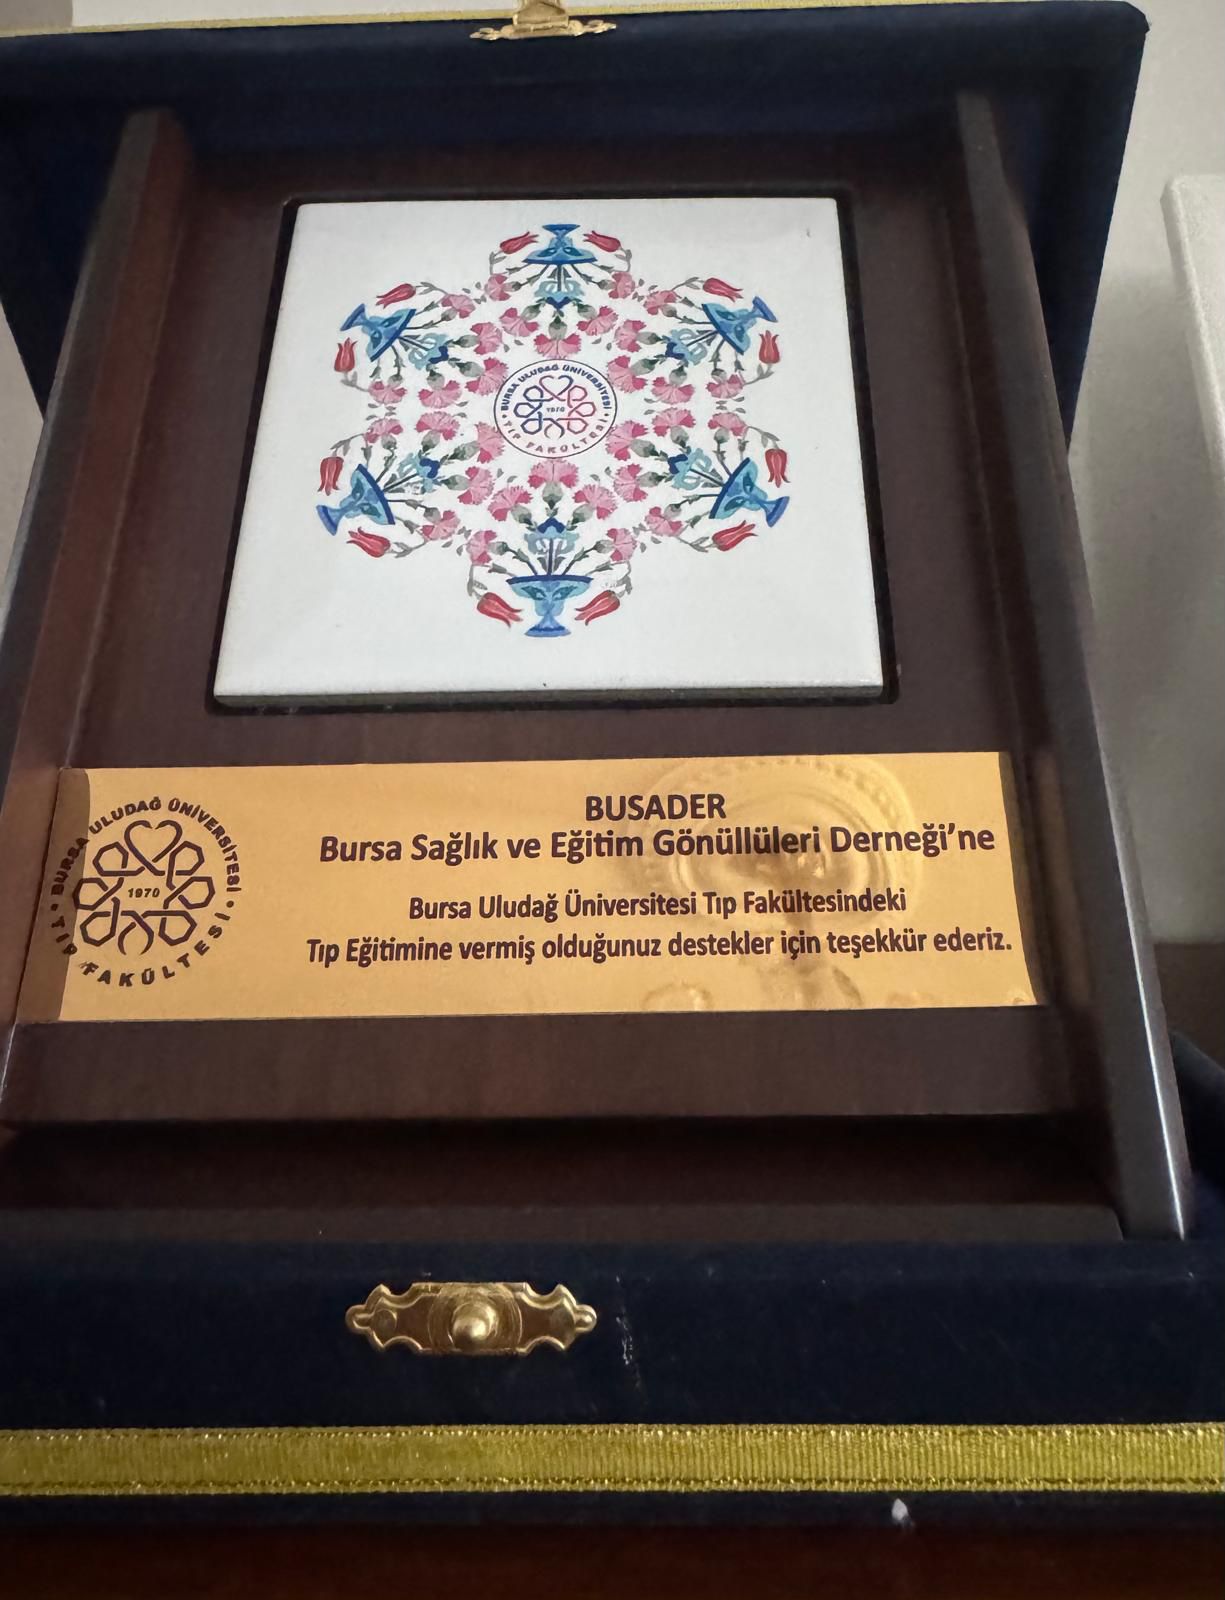 BURSA ULUDAĞ ÜNİVERSİTESİ
1970
TIP FAKÜLTESİ
BURSA ULUDAĞ ÜNİVERSİTESİ
1970
TIP FAKÜLTESİ
BUSADER
Bursa Sağlık ve Eğitim Gönüllüleri Derneği'ne
Bursa Uludağ Üniversitesi Tıp Fakültesindeki
Tıp Eğitimine vermiş olduğunuz destekler için teşekkür ederiz.